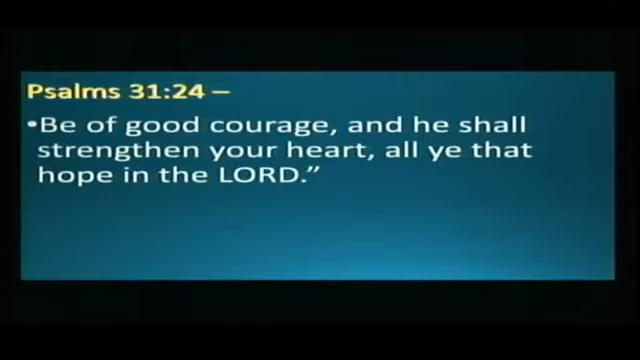 Psalms 31:24 –
•Be of good courage, and he shall
strengthen your heart, all ye that
hope in the LORD.”